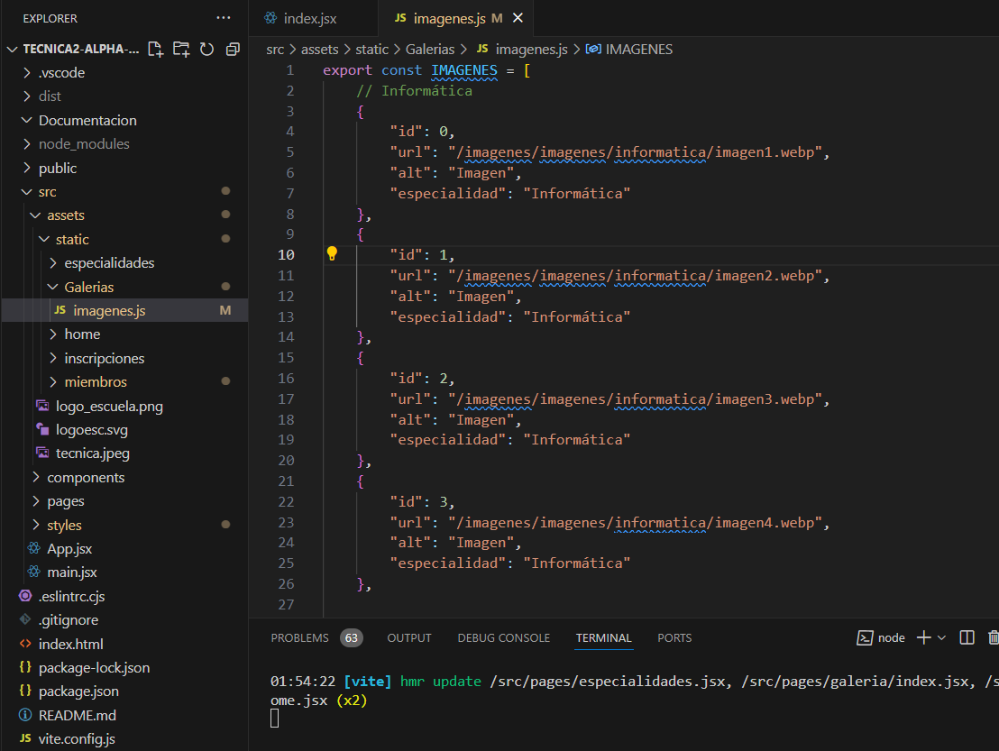 EXPLORER
TECNICA2-ALPHA-...
.vscode
dist
Documentacion
node_modules
public
src
assets
static
especialidades
Galerias
JS imagenes.js M
home
inscripciones
miembros
logo_escuela.png
logoesc.svg
tecnica.jpeg
components
pages
styles
App.jsx
main.jsx
.eslintrc.cjs
.gitignore
index.html
package-lock.json
package.json
README.md
JS vite.config.js
index.jsx JS imagenes.js M
src > assets > static > Galerias > JS imagenes.js > IMAGENES
1 export const IMAGENES = [
2 // Informática
3 {
4 "id": 0,
5 "url": "/imagenes/imagenes/informatica/imagen1.webp",
6 "alt": "Imagen",
7 "especialidad": "Informática"
8 },
9 {
10 "id": 1,
11 "url": "/imagenes/imagenes/informatica/imagen2.webp",
12 "alt": "Imagen",
13 "especialidad": "Informática"
14 },
15 {
16 "id": 2,
17 "url": "/imagenes/imagenes/informatica/imagen3.webp",
18 "alt": "Imagen",
19 "especialidad": "Informática"
20 },
21 {
22 "id": 3,
23 "url": "/imagenes/imagenes/informatica/imagen4.webp",
24 "alt": "Imagen",
25 "especialidad": "Informática"
26 },
27
PROBLEMS 63 OUTPUT DEBUG CONSOLE TERMINAL PORTS node
01:54:22 [vite] hmr update /src/pages/especialidades.jsx, /src/pages/galeria/index.jsx, /s
ome.jsx (x2)